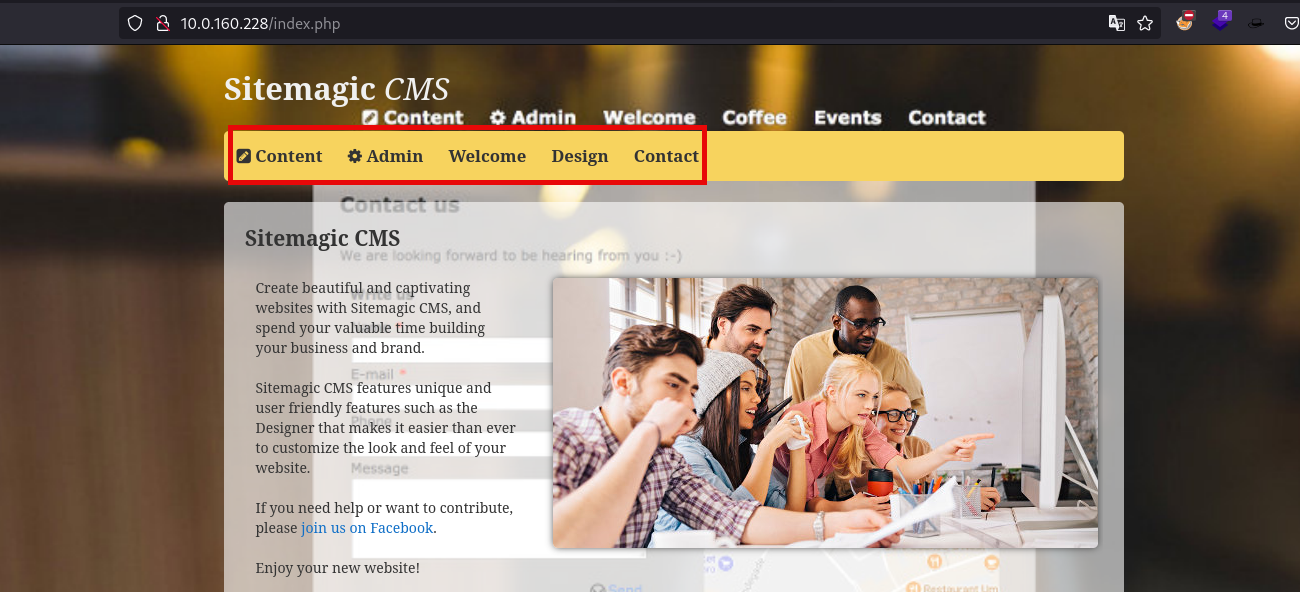 10.0.160.228/index.php
4
Sitemagic CMS
Content Admin Welcome Coffee Events Contact
Content Admin Welcome Design Contact
Contact us
Sitemagic CMS
We are looking forward to be hearing from you :-)
Create beautiful and captivating
websites with Sitemagic CMS, and
spend your valuable time building
your business and brand.
Write us
E-mail *
Sitemagic CMS features unique and
user friendly features such as the
Designer that makes it easier than ever
to customize the look and feel of your
website.
Phone
Message
If you need help or want to contribute,
please join us on Facebook.
Enjoy your new website!
Send
Restaurant Um